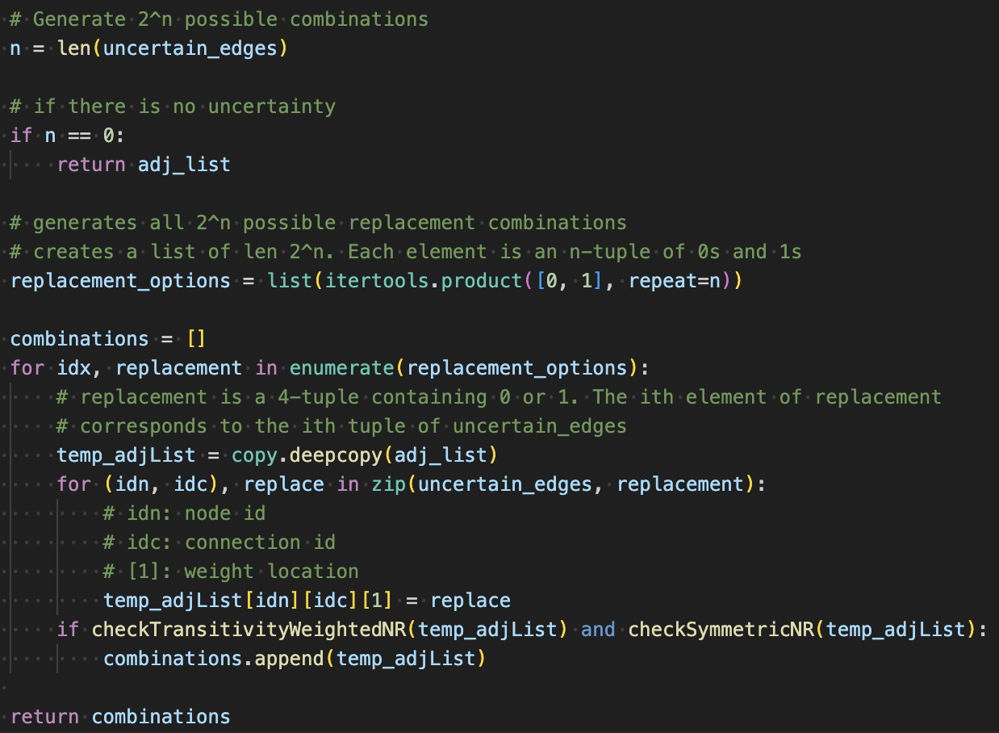 # Generate 2^n possible combinations
n = len(uncertain_edges)

# if there is no uncertainty
if n == 0:
    return adj_list

# generates all 2^n possible replacement combinations
# creates a list of len 2^n. Each element is an n-tuple of 0s and 1s
replacement_options = list(itertools.product([0, 1], repeat=n))

combinations = []
for idx, replacement in enumerate(replacement_options):
    # replacement is a 4-tuple containing 0 or 1. The ith element of replacement
    # corresponds to the ith tuple of uncertain_edges
    temp_adjList = copy.deepcopy(adj_list)
    for (idn, idc), replace in zip(uncertain_edges, replacement):
        # idn: node id
        # idc: connection id
        # [1]: weight location
        temp_adjList[idn][idc][1] = replace
    if checkTransitivityWeightedNR(temp_adjList) and checkSymmetricNR(temp_adjList):
        combinations.append(temp_adjList)

return combinations